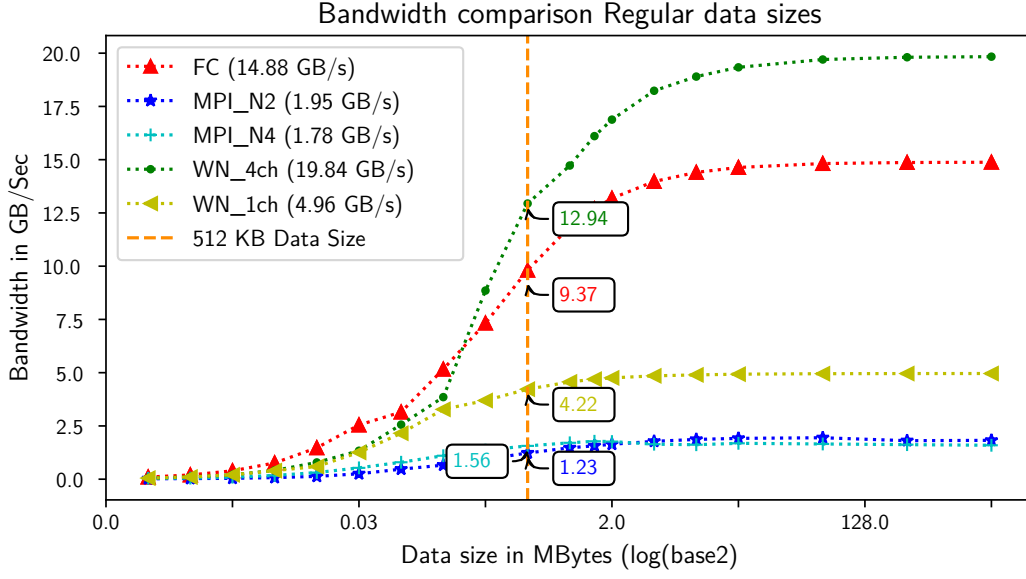 Bandwidth comparison Regular data sizes
Bandwidth in GB/Sec
20.0
17.5
15.0
12.5
10.0
7.5
5.0
2.5
0.0
FC (14.88 GB/s)
MPI_N2 (1.95 GB/s)
MPI_N4 (1.78 GB/s)
WN_4ch (19.84 GB/s)
WN_1ch (4.96 GB/s)
512 KB Data Size
12.94
9.37
4.22
1.56
1.23
0.0
0.03
2.0
128.0
Data size in MBytes (log(base2)